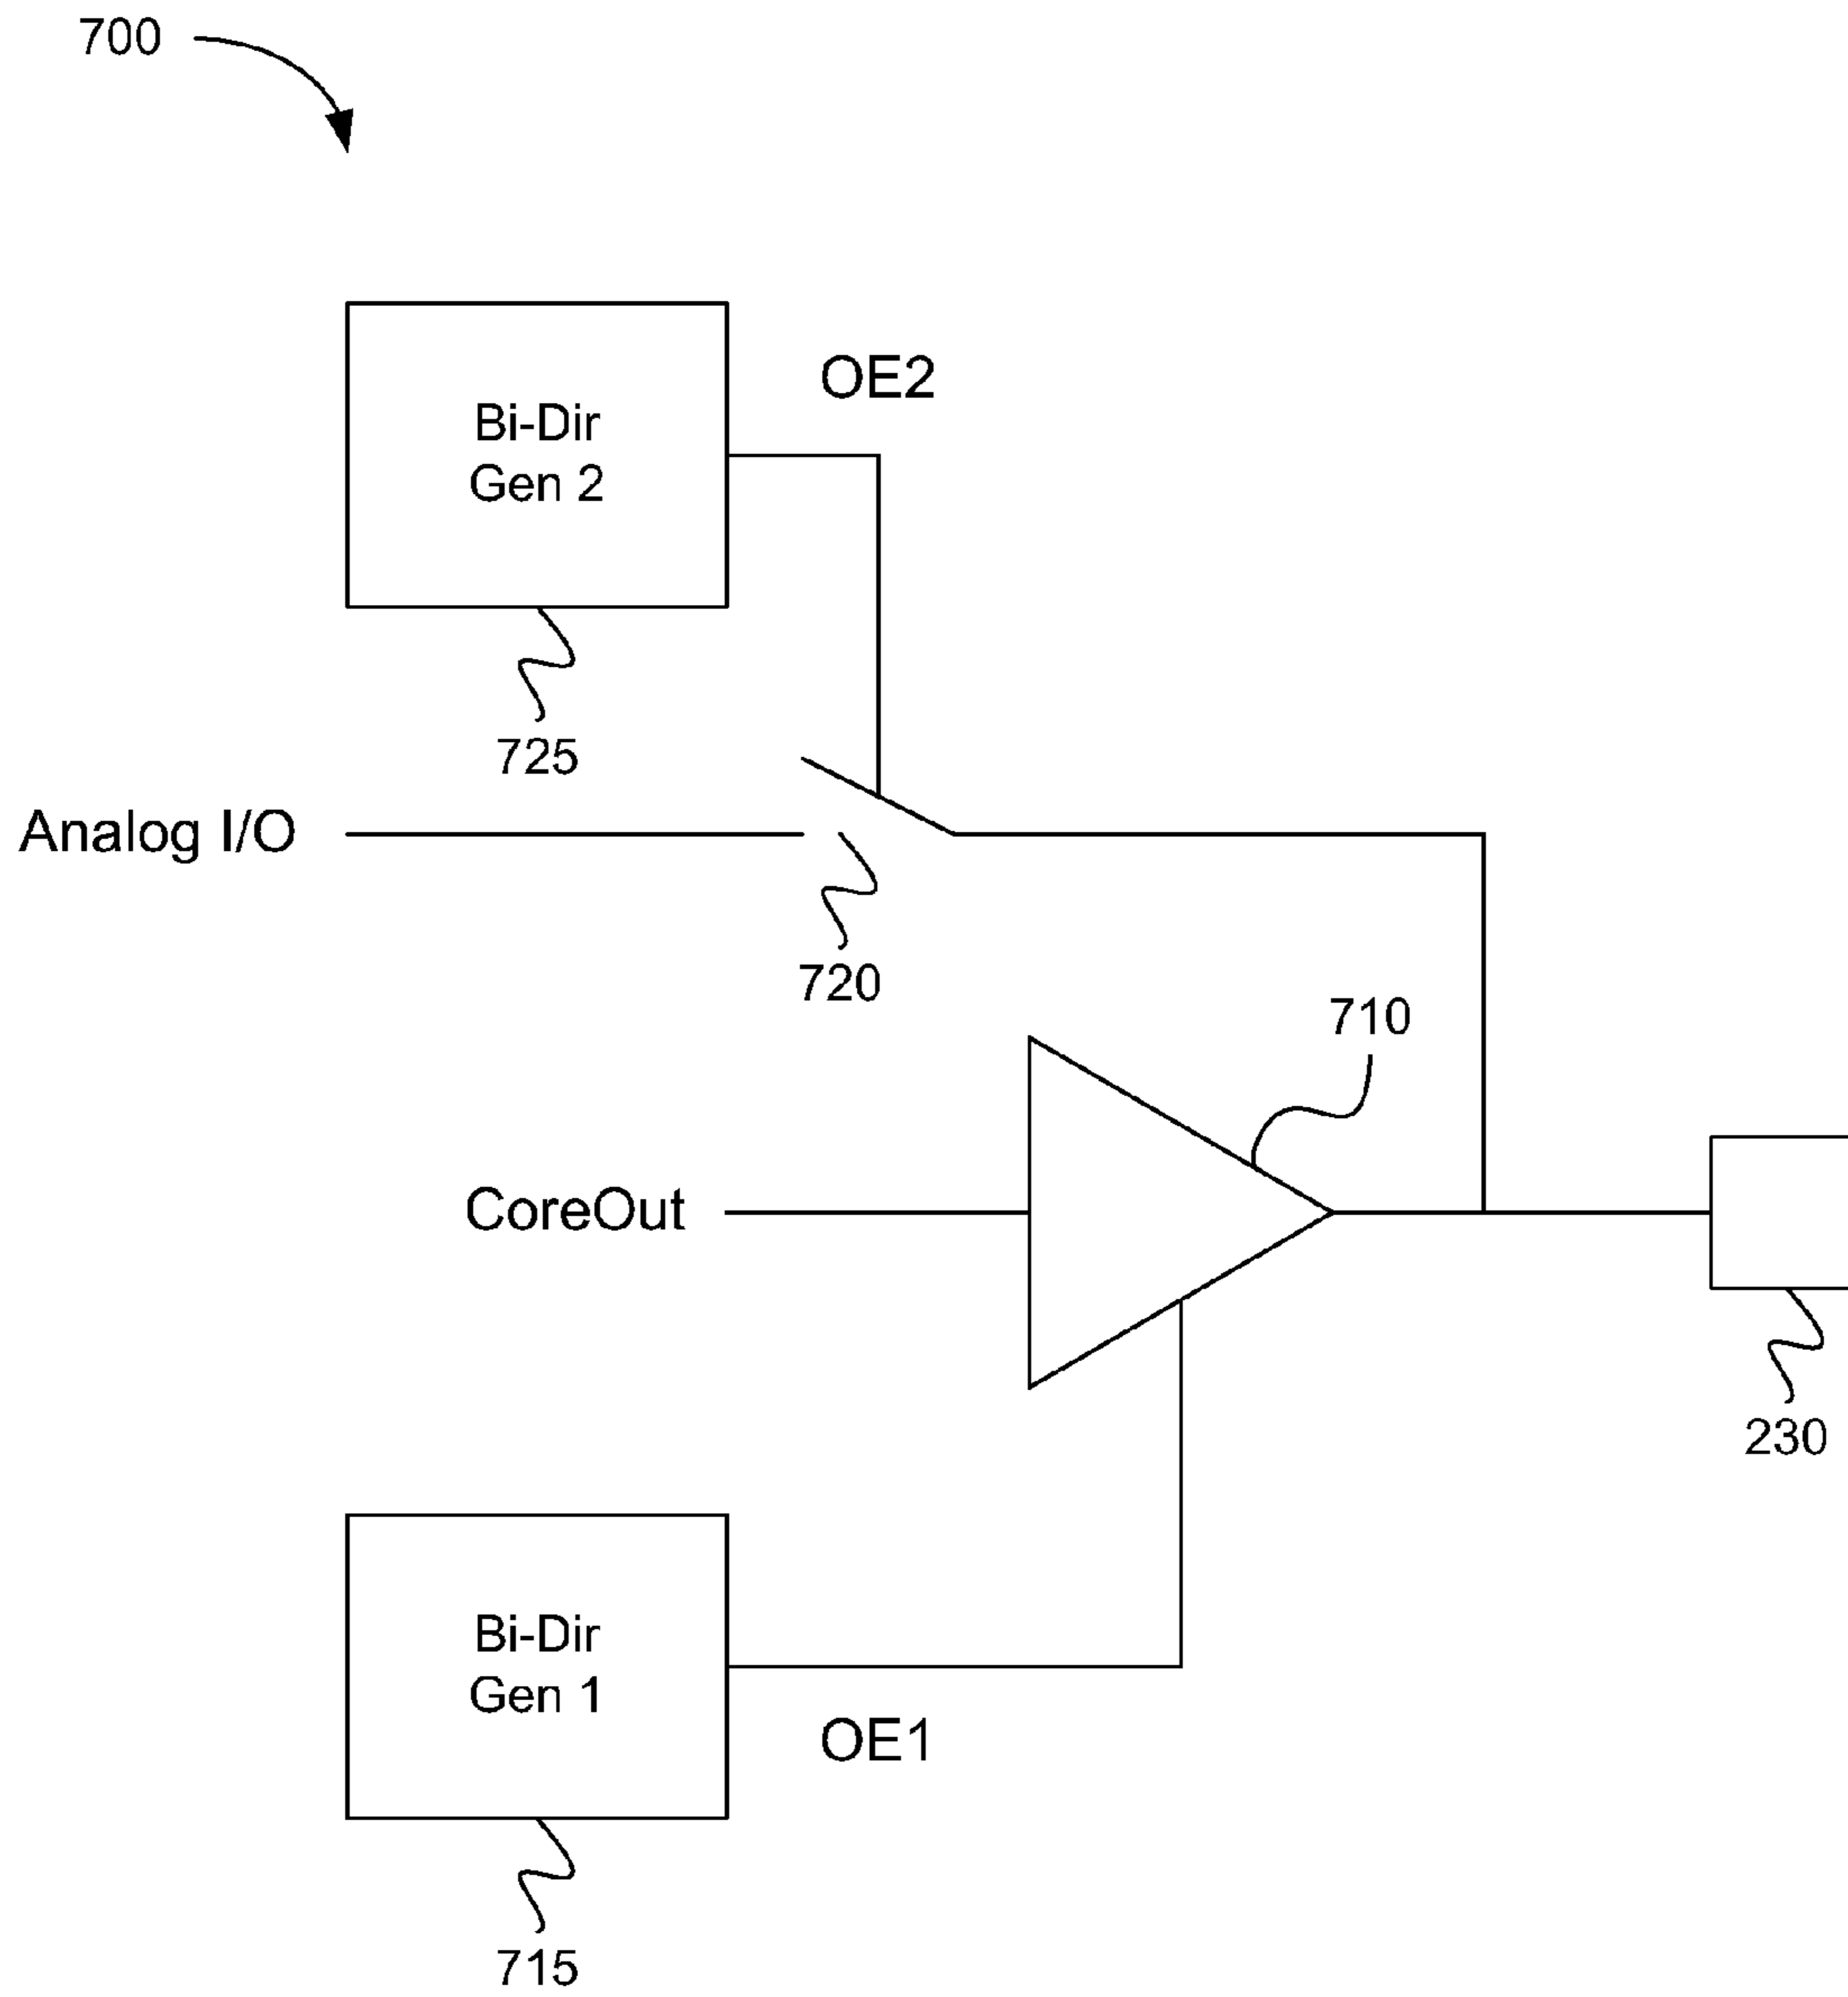 700
OE2
Bi-Dir
Gen 2
725
Analog I/O
720
710
CoreOut
230
Bi-Dir
Gen 1
OE1
715